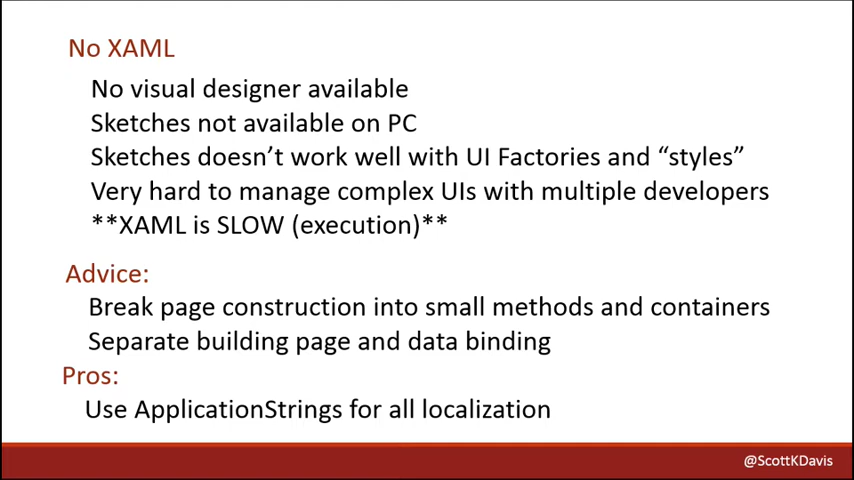 No XAML
No visual designer available
Sketches not available on PC
Sketches doesn’t work well with UI Factories and “styles”
Very hard to manage complex UIs with multiple developers
**XAML is SLOW (execution)**
Advice:
Break page construction into small methods and containers
Separate building page and data binding
Pros:
Use ApplicationStrings for all localization
@ScottKDavis